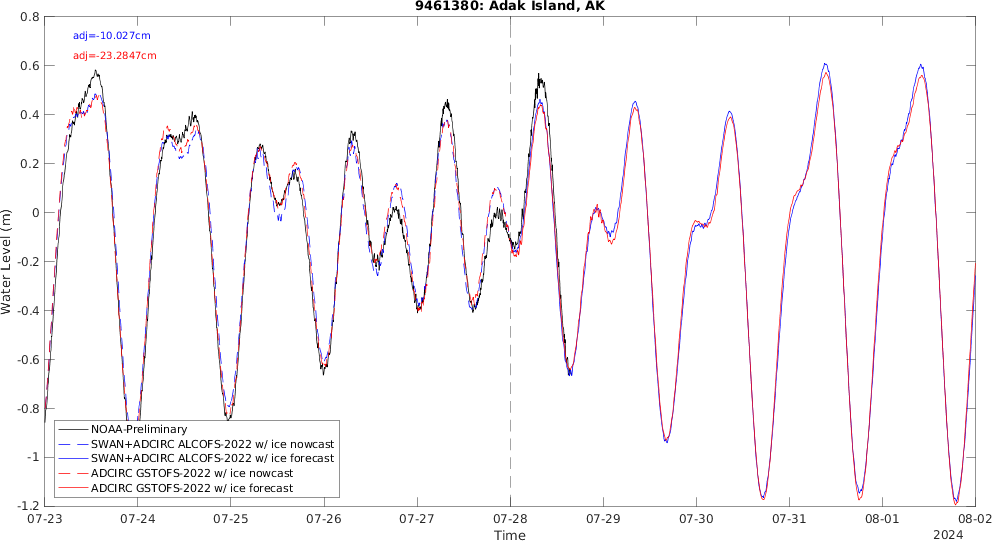 9461380: Adak Island, AK
adj=-10.027cm
adj=-23.2847cm
Water Level (m)
0.8
0.6
0.4
0.2
0
-0.2
-0.4
-0.6
-0.8
-1
-1.2
NOAA-Preliminary
SWAN+ADCIRC ALCOFS-2022 w/ ice nowcast
SWAN+ADCIRC ALCOFS-2022 w/ ice forecast
ADCIRC GSTOFS-2022 w/ ice nowcast
ADCIRC GSTOFS-2022 w/ ice forecast
07-23 07-24 07-25 07-26 07-27 07-28 07-29 07-30 07-31 08-01 08-02
Time
2024